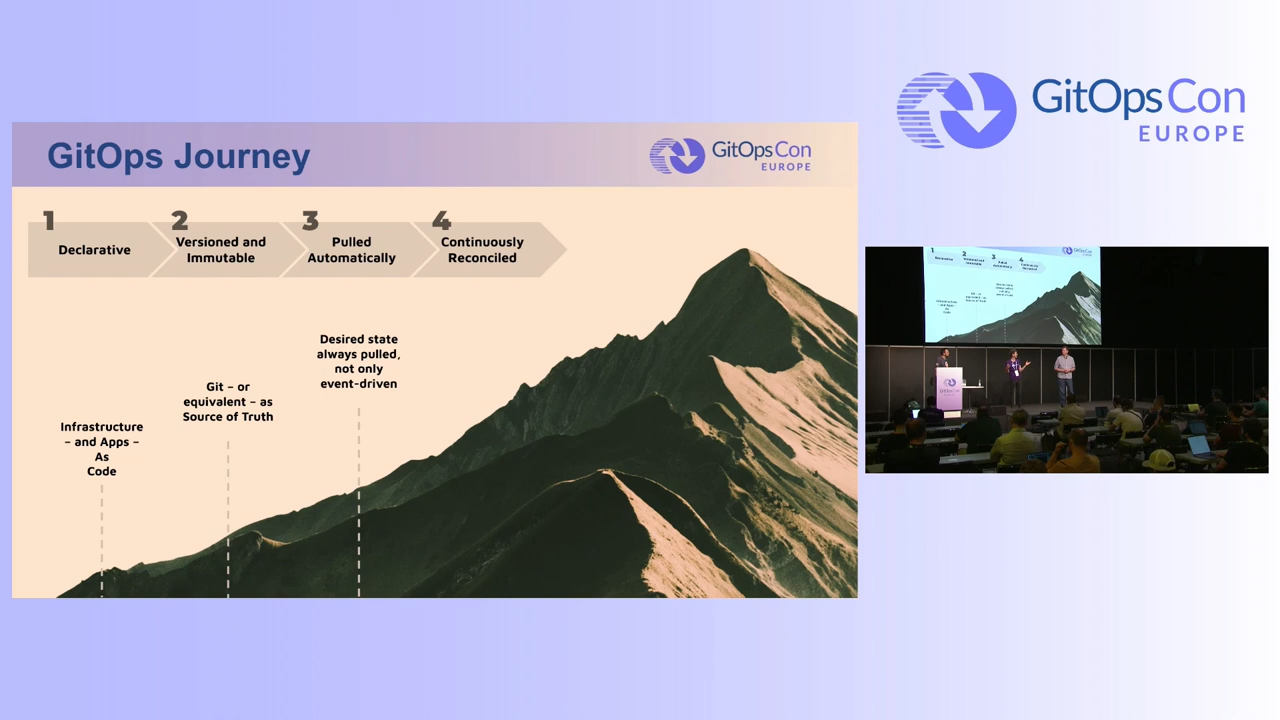 GitOps Con
EUROPE
GitOps Journey
GitOps Con
EUROPE
1
Declarative
2
Versioned and
Immutable
3
Pulled
Automatically
4
Continuously
Reconciled
Desired state
always pulled,
not only
event-driven
Git – or
equivalent – as
Source of Truth
Infrastructure
– and Apps –
As
Code